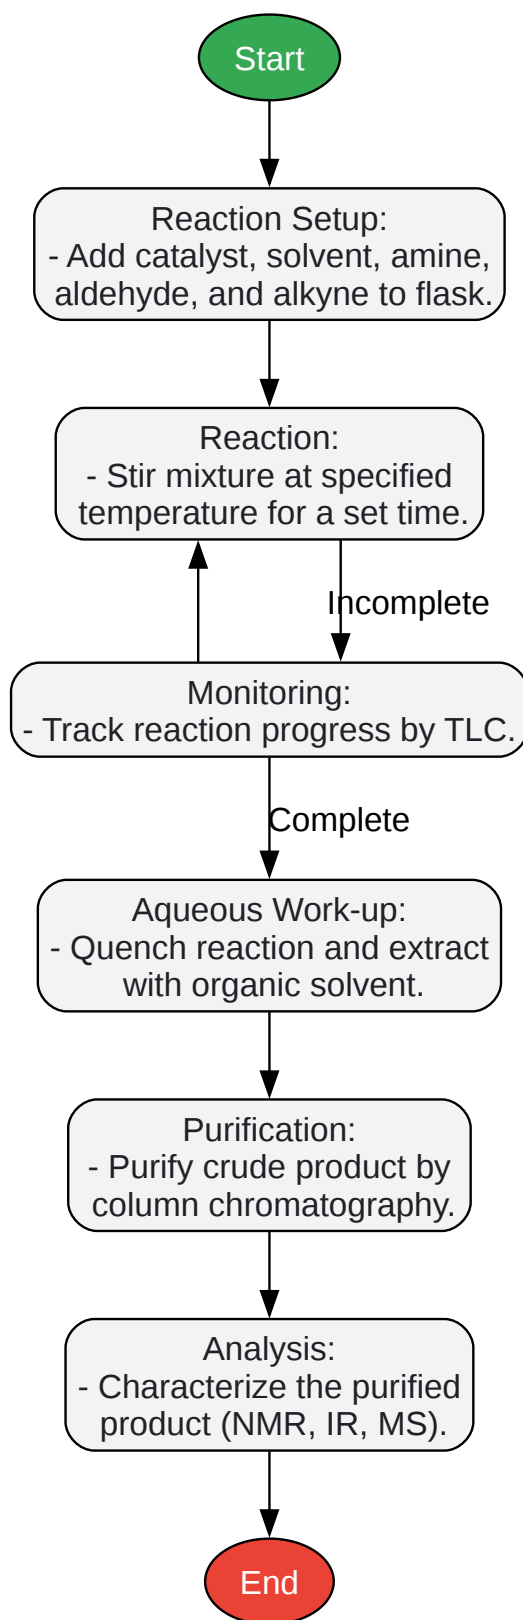 Start
Reaction Setup:
- Add catalyst, solvent, amine,
aldehyde, and alkyne to flask.
Reaction:
- Stir mixture at specified
temperature for a set time.
Incomplete
Monitoring:
- Track reaction progress by TLC.
Complete
Aqueous Work-up:
- Quench reaction and extract
with organic solvent.
Purification:
- Purify crude product by
column chromatography.
Analysis:
- Characterize the purified
product (NMR, IR, MS).
End